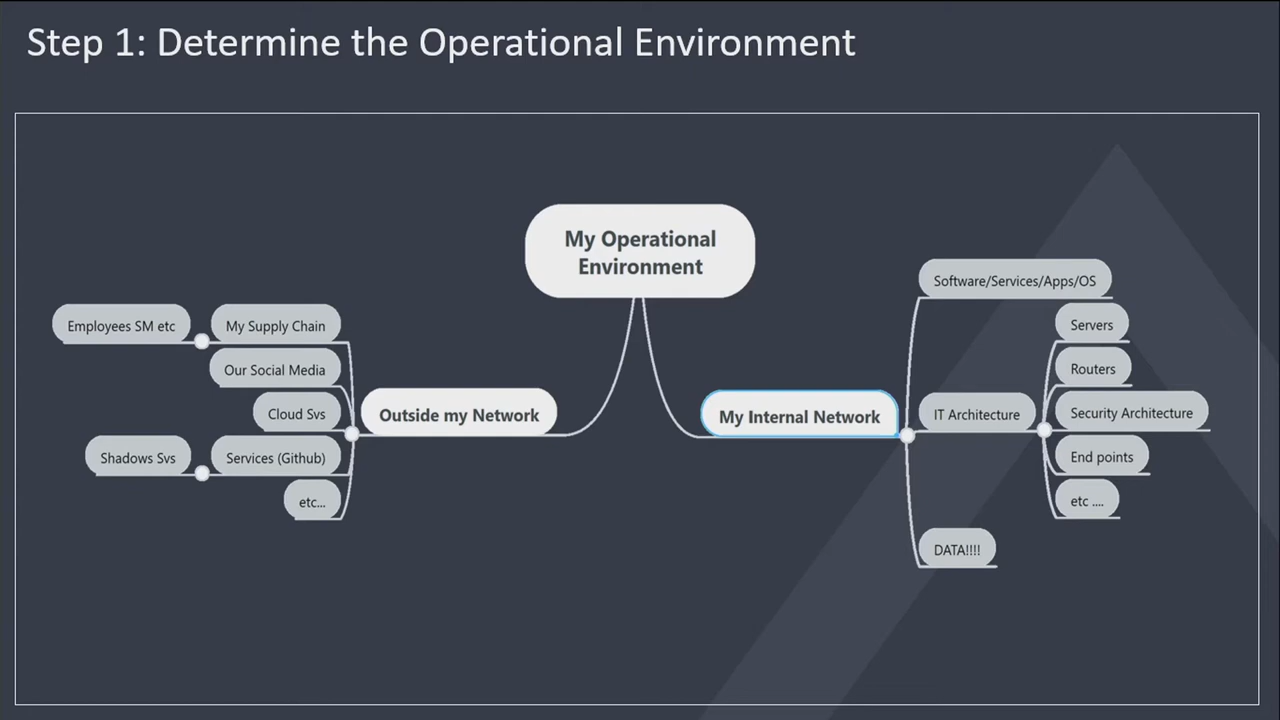 Step 1: Determine the Operational Environment
My Operational
Environment
Employees SM etc
My Supply Chain
Our Social Media
Cloud Svs
Shadows Svs
Services (Github)
etc...
Outside my Network
My Internal Network
Software/Services/Apps/OS
IT Architecture
Servers
Routers
Security Architecture
End points
etc ....
DATA!!!!